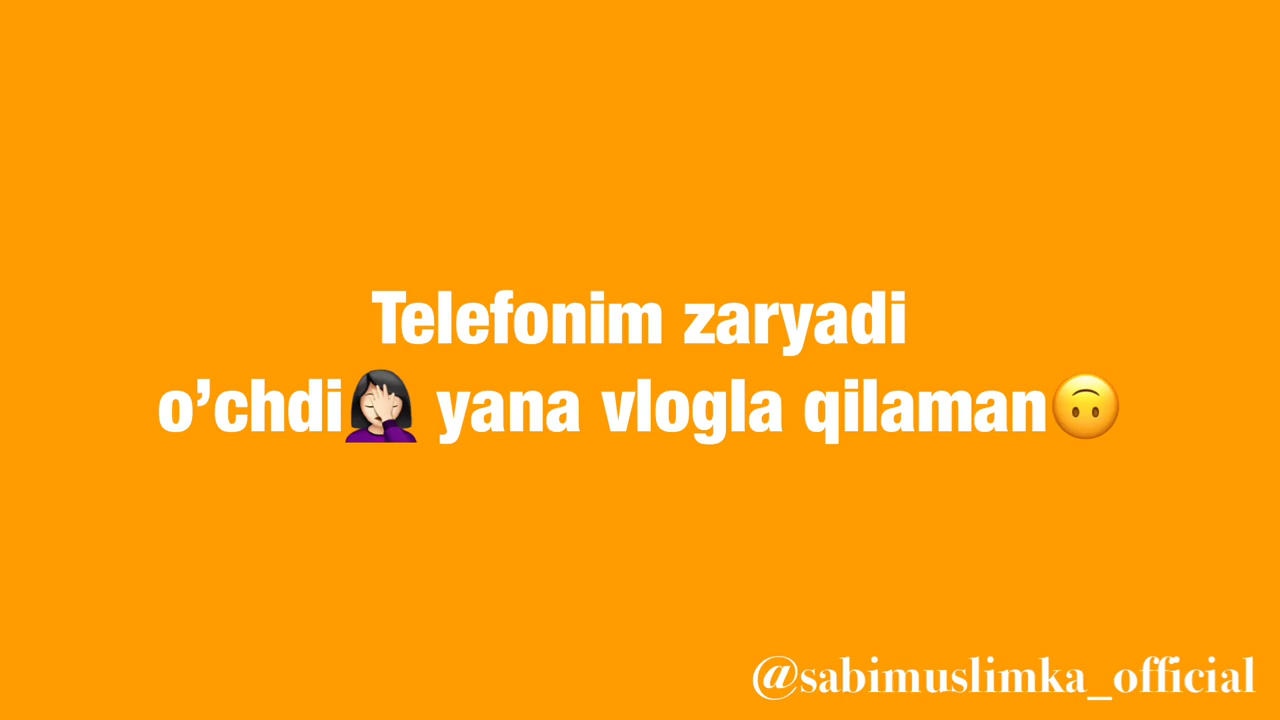 Telefonim zaryadi
o’chdi🤦🏻‍♀️ yana vlogla qilaman🙃
@sabimuslimka_official